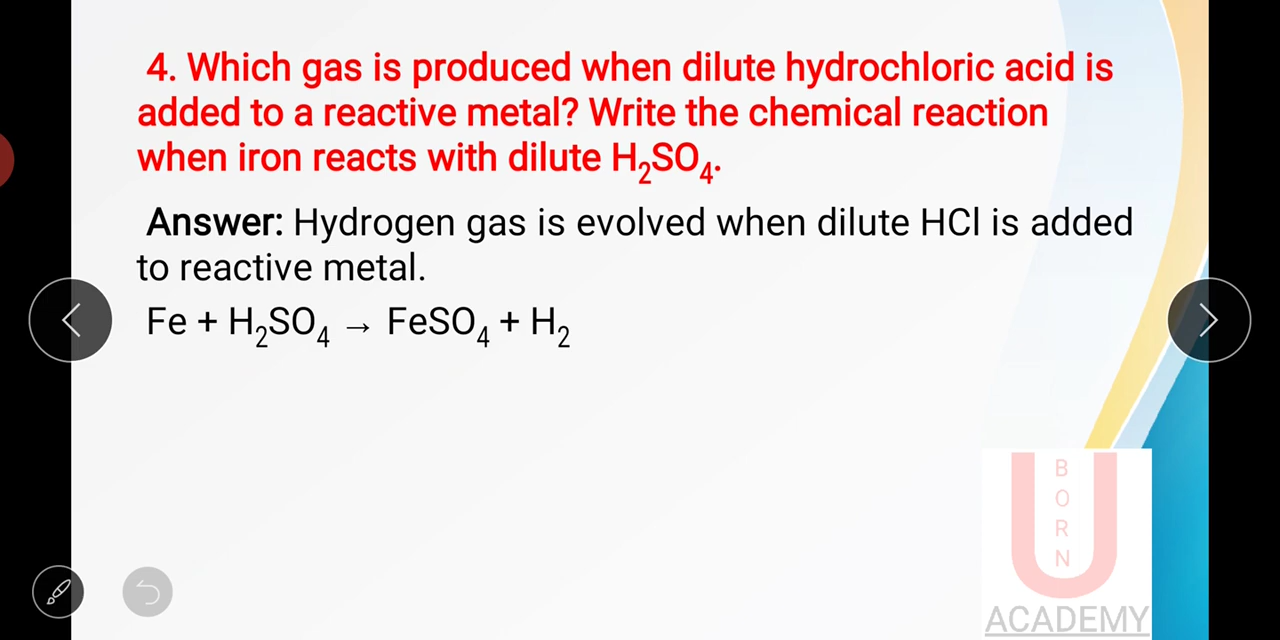 4. Which gas is produced when dilute hydrochloric acid is
added to a reactive metal? Write the chemical reaction
when iron reacts with dilute H₂SO₄.
Answer: Hydrogen gas is evolved when dilute HCl is added
to reactive metal.
Fe + H₂SO₄ → FeSO₄ + H₂
U
BORN
ACADEMY